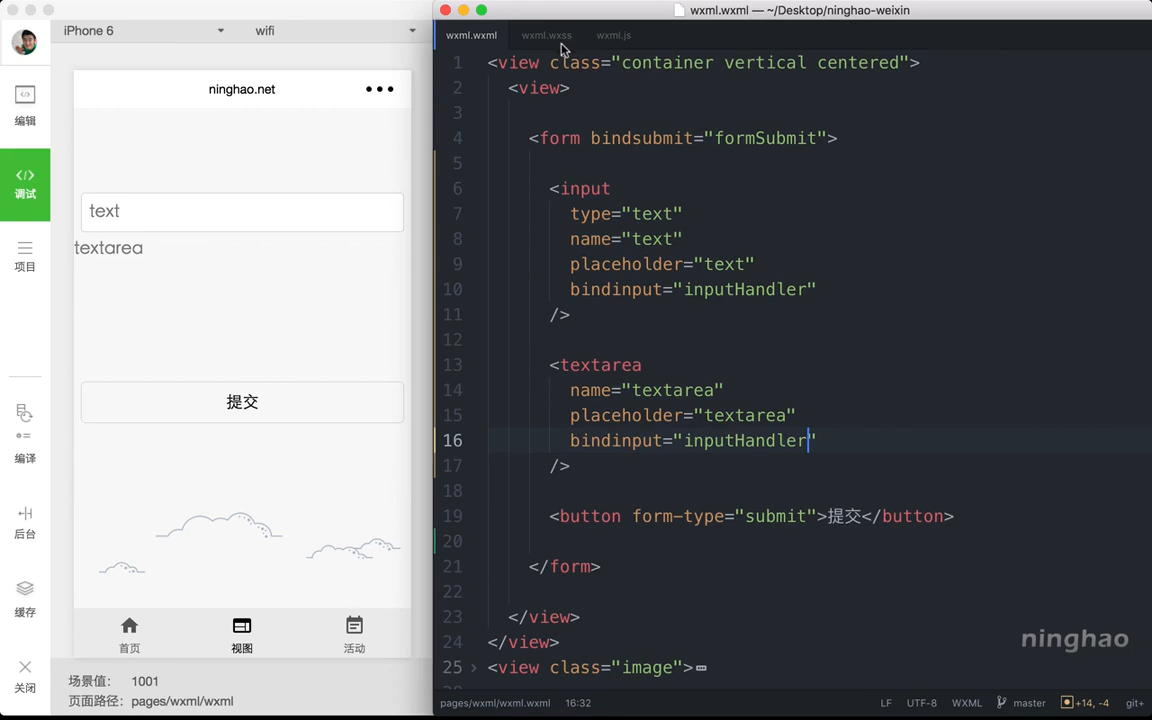 wxml.wxml — ~/Desktop/ninghao-weixin
iPhone 6
wifi
编辑
调试
项目
编译
后台
缓存
关闭
ninghao.net
text
textarea
提交
首页
视图
活动
场景值： 1001
页面路径： pages/wxml/wxml
wxml.wxml
wxml.wxss
wxml.js
1 <view class="container vertical centered">
2 <view>
3
4 <form bindsubmit="formSubmit">
5
6 <input
7 type="text"
8 name="text"
9 placeholder="text"
10 bindinput="inputHandler"
11 />
12
13 <textarea
14 name="textarea"
15 placeholder="textarea"
16 bindinput="inputHandler"
17 />
18
19 <button form-type="submit">提交</button>
20
21 </form>
22
23 </view>
24 </view>
25 <view class="image">
ninghao
pages/wxml/wxml.wxml 16:32 LF UTF-8 WXML master +14, -4 git+